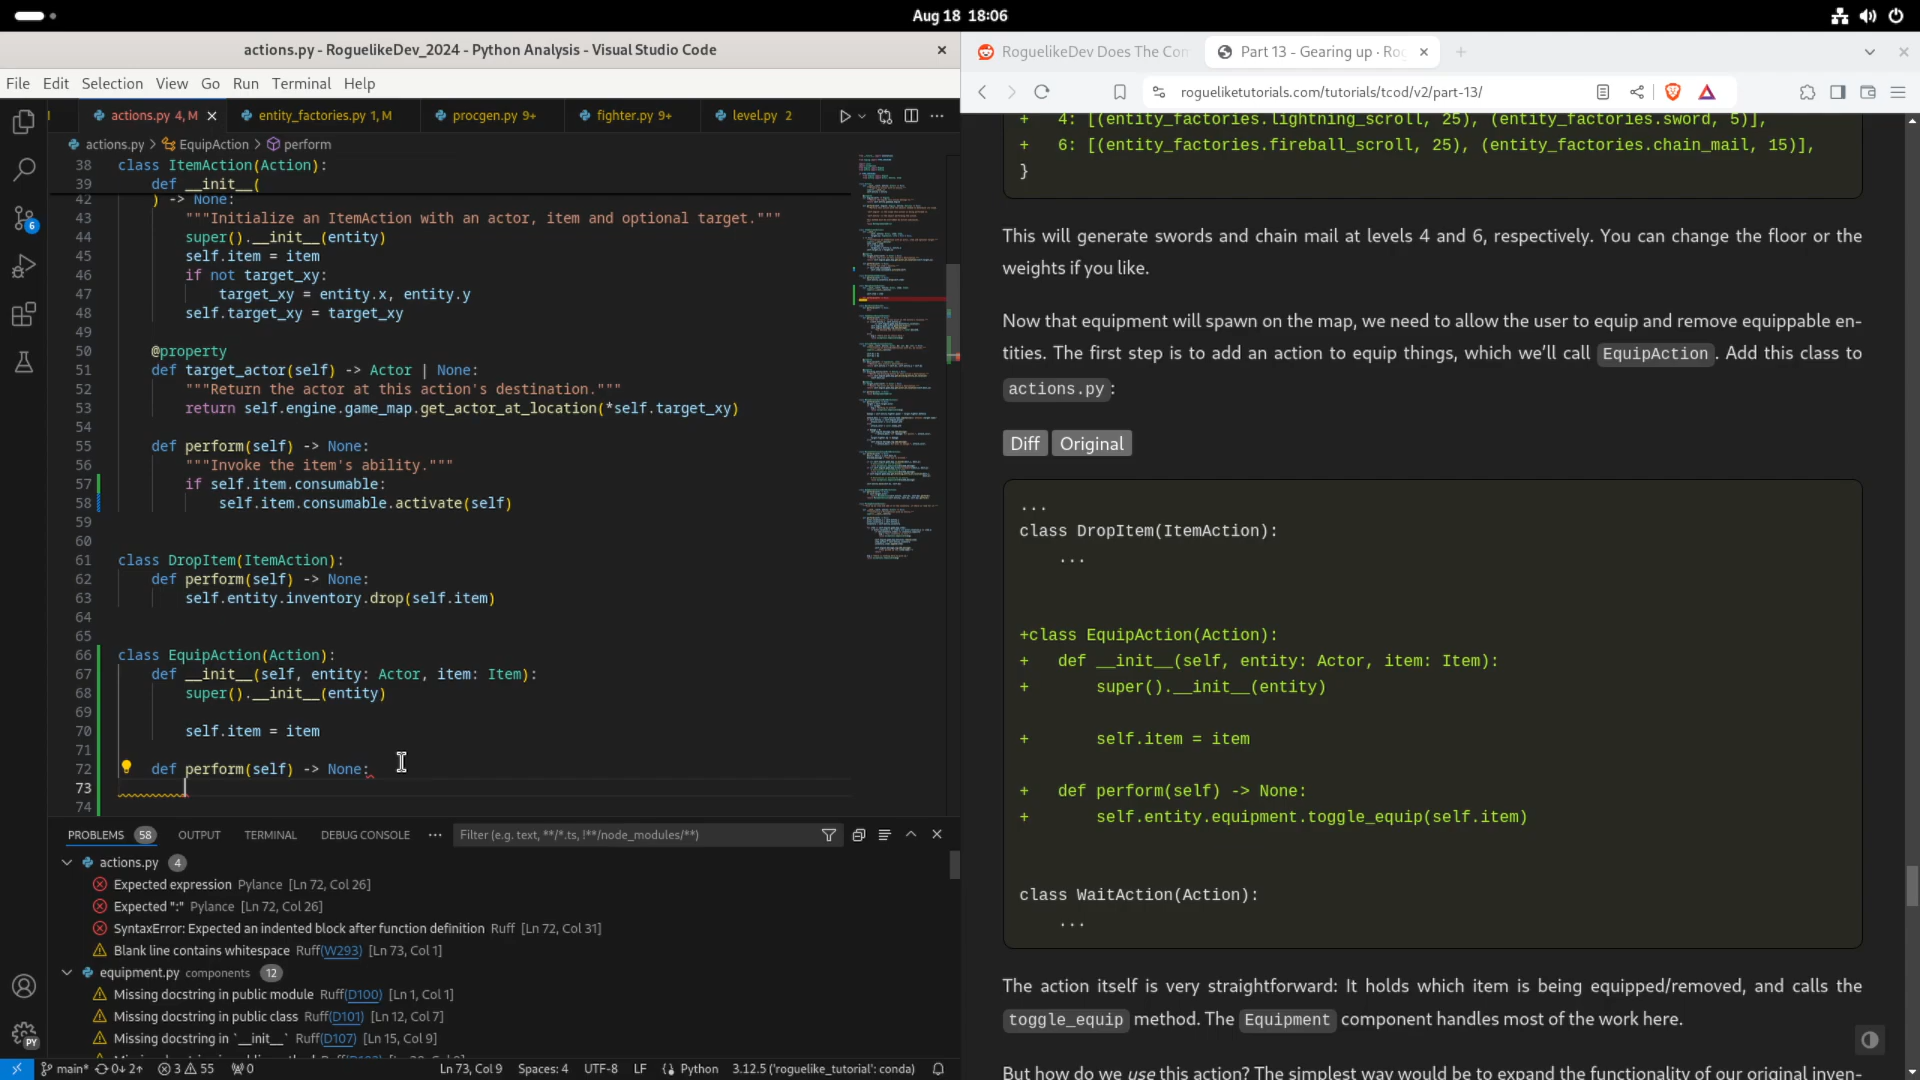 Aug 18 18:06
actions.py - RoguelikeDev_2024 - Python Analysis - Visual Studio Code
File Edit Selection View Go Run Terminal Help
actions.py 4, M
entity_factories.py 1, M
procgen.py 9+
fighter.py 9+
level.py 2
actions.py > EquipAction > perform
38 class ItemAction(Action):
39 def __init__(
42 ) -> None:
43 """Initialize an ItemAction with an actor, item and optional target."""
44 super().__init__(entity)
45 self.item = item
46 if not target_xy:
47 target_xy = entity.x, entity.y
48 self.target_xy = target_xy
49
50 @property
51 def target_actor(self) -> Actor | None:
52 """Return the actor at this action's destination."""
53 return self.engine.game_map.get_actor_at_location(*self.target_xy)
54
55 def perform(self) -> None:
56 """Invoke the item's ability."""
57 if self.item.consumable:
58 self.item.consumable.activate(self)
59
60
61 class DropItem(ItemAction):
62 def perform(self) -> None:
63 self.entity.inventory.drop(self.item)
64
65
66 class EquipAction(Action):
67 def __init__(self, entity: Actor, item: Item):
68 super().__init__(entity)
69
70 self.item = item
71
72 def perform(self) -> None:
73
74
PROBLEMS 58 OUTPUT TERMINAL DEBUG CONSOLE ··· Filter (e.g. text, **/*.ts, !**/node_modules/**)
actions.py 4
Expected expression Pylance [Ln 72, Col 26]
Expected ":" Pylance [Ln 72, Col 26]
SyntaxError: Expected an indented block after function definition Ruff [Ln 72, Col 31]
Blank line contains whitespace Ruff(W293) [Ln 73, Col 1]
equipment.py components 12
Missing docstring in public module Ruff(D100) [Ln 1, Col 1]
Missing docstring in public class Ruff(D101) [Ln 12, Col 7]
Missing docstring in `__init__` Ruff(D107) [Ln 15, Col 9]
6
PY
main* 0↓ 2↑ 3 55 0 Ln 73, Col 9 Spaces: 4 UTF-8 LF Python 3.12.5 ('roguelike_tutorial': conda)
RoguelikeDev Does The Com
Part 13 - Gearing up · Rog
rogueliketutorials.com/tutorials/tcod/v2/part-13/
+ 4: [(entity_factories.lightning_scroll, 25), (entity_factories.sword, 5)],
+ 6: [(entity_factories.fireball_scroll, 25), (entity_factories.chain_mail, 15)],
}
This will generate swords and chain mail at levels 4 and 6, respectively. You can change the floor or the
weights if you like.
Now that equipment will spawn on the map, we need to allow the user to equip and remove equippable en-
tities. The first step is to add an action to equip things, which we'll call EquipAction. Add this class to
actions.py:
Diff Original
...
class DropItem(ItemAction):
...
+class EquipAction(Action):
+ def __init__(self, entity: Actor, item: Item):
+ super().__init__(entity)
+ self.item = item
+ def perform(self) -> None:
+ self.entity.equipment.toggle_equip(self.item)
class WaitAction(Action):
...
The action itself is very straightforward: It holds which item is being equipped/removed, and calls the
toggle_equip method. The Equipment component handles most of the work here.
But how do we use this action? The simplest way would be to expand the functionality of our original inven-